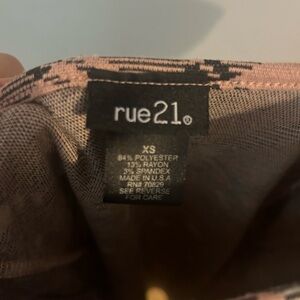 rue21®
XS
84% POLYESTER
13% RAYON
3% SPANDEX
MADE IN U.S.A
RN# 70829
SEE REVERSE
FOR CARE